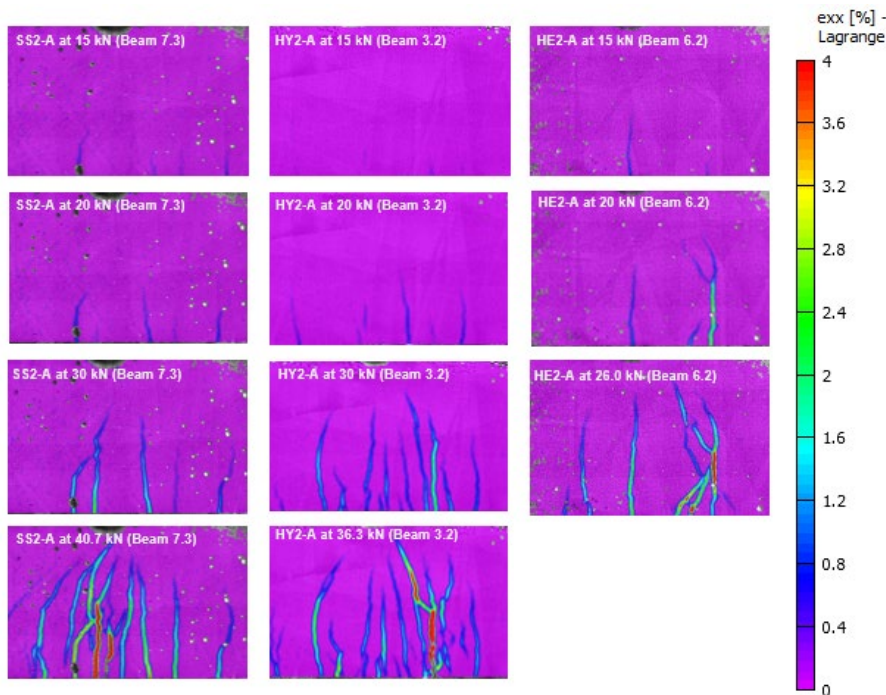 exx [%] -
Lagrange
SS2-A at 15 kN (Beam 7.3)
HY2-A at 15 kN (Beam 3.2)
HE2-A at 15 kN (Beam 6.2)
SS2-A at 20 kN (Beam 7.3)
HY2-A at 20 kN (Beam 3.2)
HE2-A at 20 kN (Beam 6.2)
SS2-A at 30 kN (Beam 7.3)
HY2-A at 30 kN (Beam 3.2)
HE2-A at 26.0 kN (Beam 6.2)
SS2-A at 40.7 kN (Beam 7.3)
HY2-A at 36.3 kN (Beam 3.2)
4
3.6
3.2
2.8
2.4
2
1.6
1.2
0.8
0.4
0